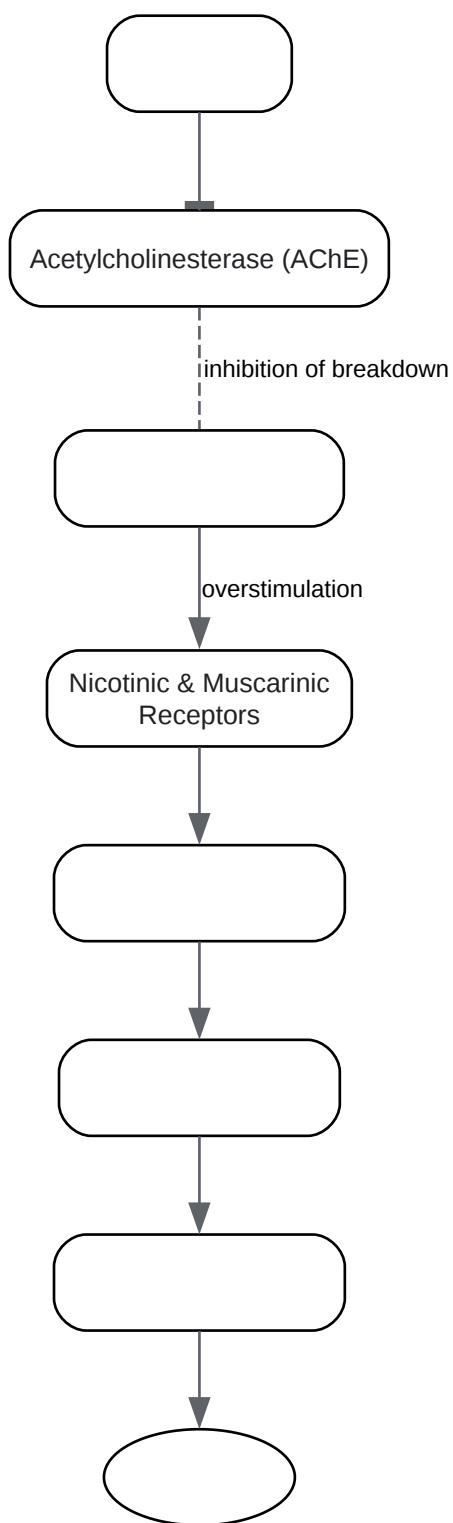 Acetylcholinesterase (AChE)
inhibition of breakdown
overstimulation
Nicotinic & Muscarinic
Receptors